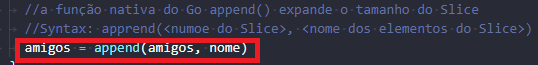 //a função nativa do Go append() expande o tamanho do Slice
//Syntax: apprend(<numoe do Slice>, <nome dos elementos do Slice>)
amigos = append(amigos, nome)